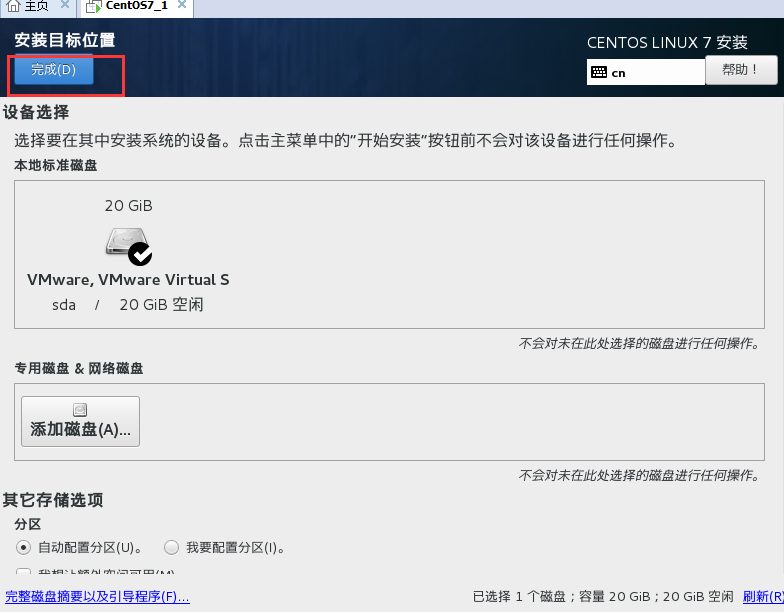 主页
CentOS7_1
安装目标位置
CENTOS LINUX 7 安装
完成(D)
cn
帮助！
设备选择
选择要在其中安装系统的设备。点击主菜单中的"开始安装"按钮前不会对该设备进行任何操作。
本地标准磁盘
20 GiB
VMware, VMware Virtual S
sda / 20 GiB 空闲
不会对未在此处选择的磁盘进行任何操作。
专用磁盘 & 网络磁盘
添加磁盘(A)...
不会对未在此处选择的磁盘进行任何操作。
其它存储选项
分区
自动配置分区(U)。 我要配置分区(I)。
我想让额外空间可用(M)
完整磁盘摘要以及引导程序(F)... 已选择 1 个磁盘；容量 20 GiB；20 GiB 空闲 刷新(R)